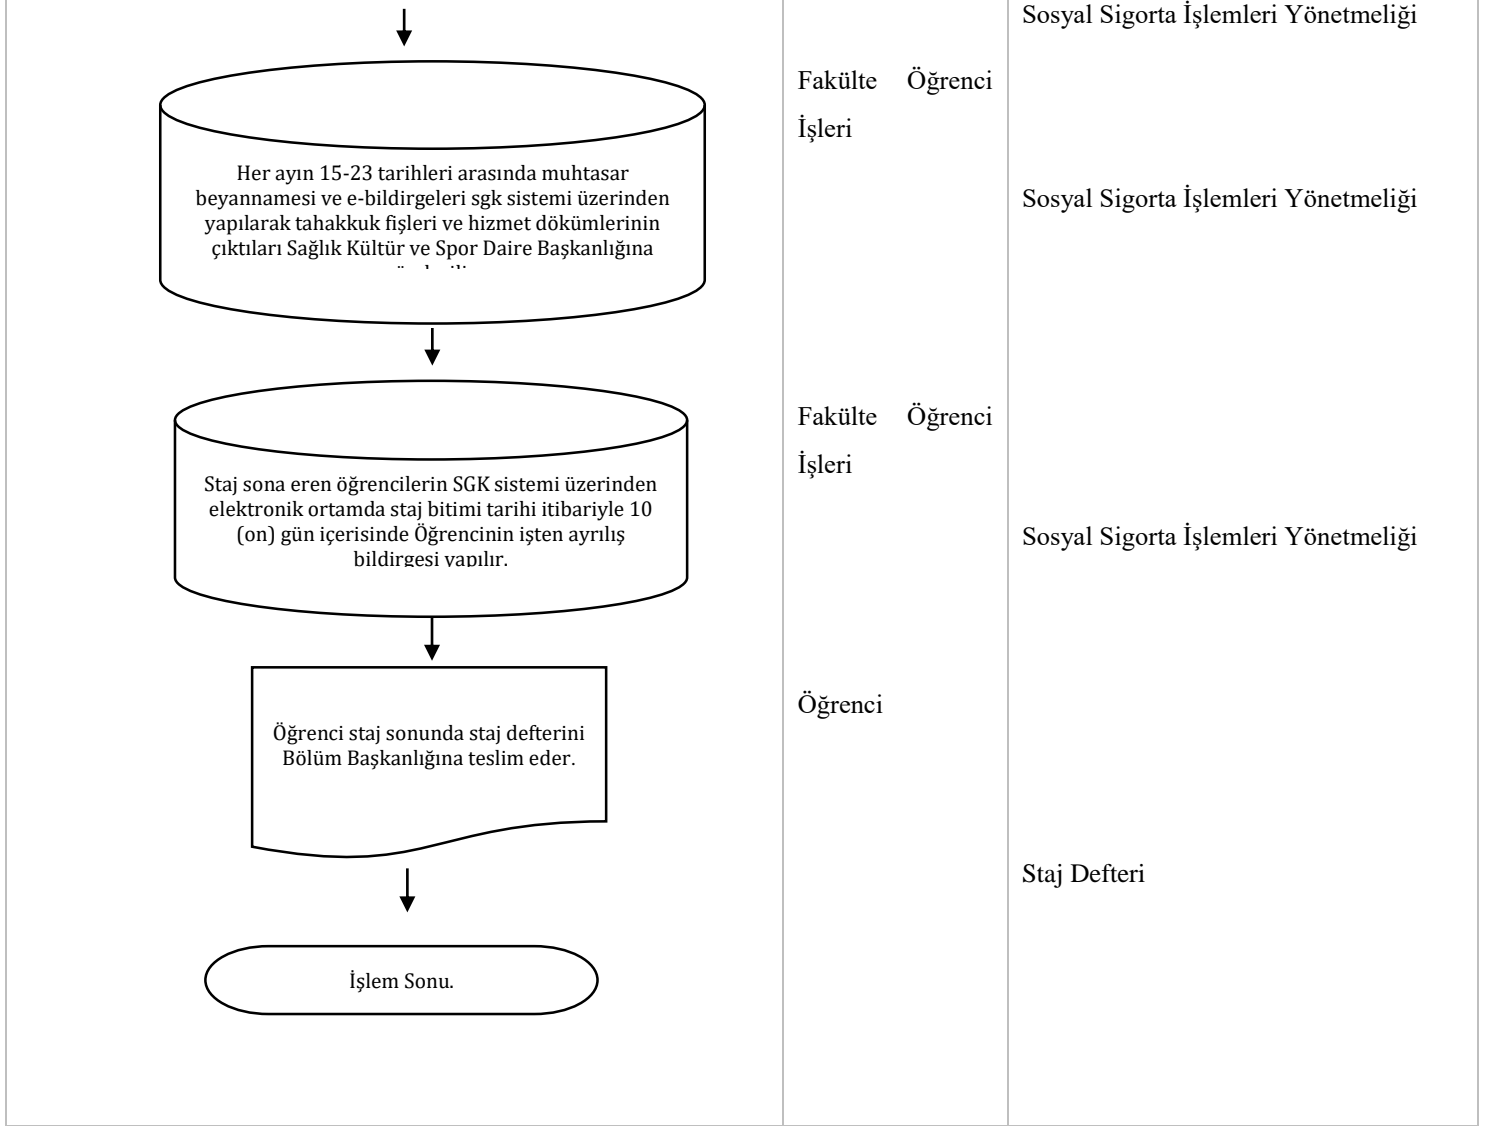 Sosyal Sigorta İşlemleri Yönetmeliği
Fakülte Öğrenci
İşleri
Her ayın 15-23 tarihleri arasında muhtasar
beyannamesi ve e-bildirgeleri sgk sistemi üzerinden
yapılarak tahakkuk fişleri ve hizmet dökümlerinin
çıktıları Sağlık Kültür ve Spor Daire Başkanlığına
Sosyal Sigorta İşlemleri Yönetmeliği
Fakülte Öğrenci
İşleri
Staj sona eren öğrencilerin SGK sistemi üzerinden
elektronik ortamda staj bitimi tarihi itibariyle 10
(on) gün içerisinde Öğrencinin işten ayrılış
bildirgesi yapılır.
Sosyal Sigorta İşlemleri Yönetmeliği
Öğrenci
Öğrenci staj sonunda staj defterini
Bölüm Başkanlığına teslim eder.
Staj Defteri
İşlem Sonu.